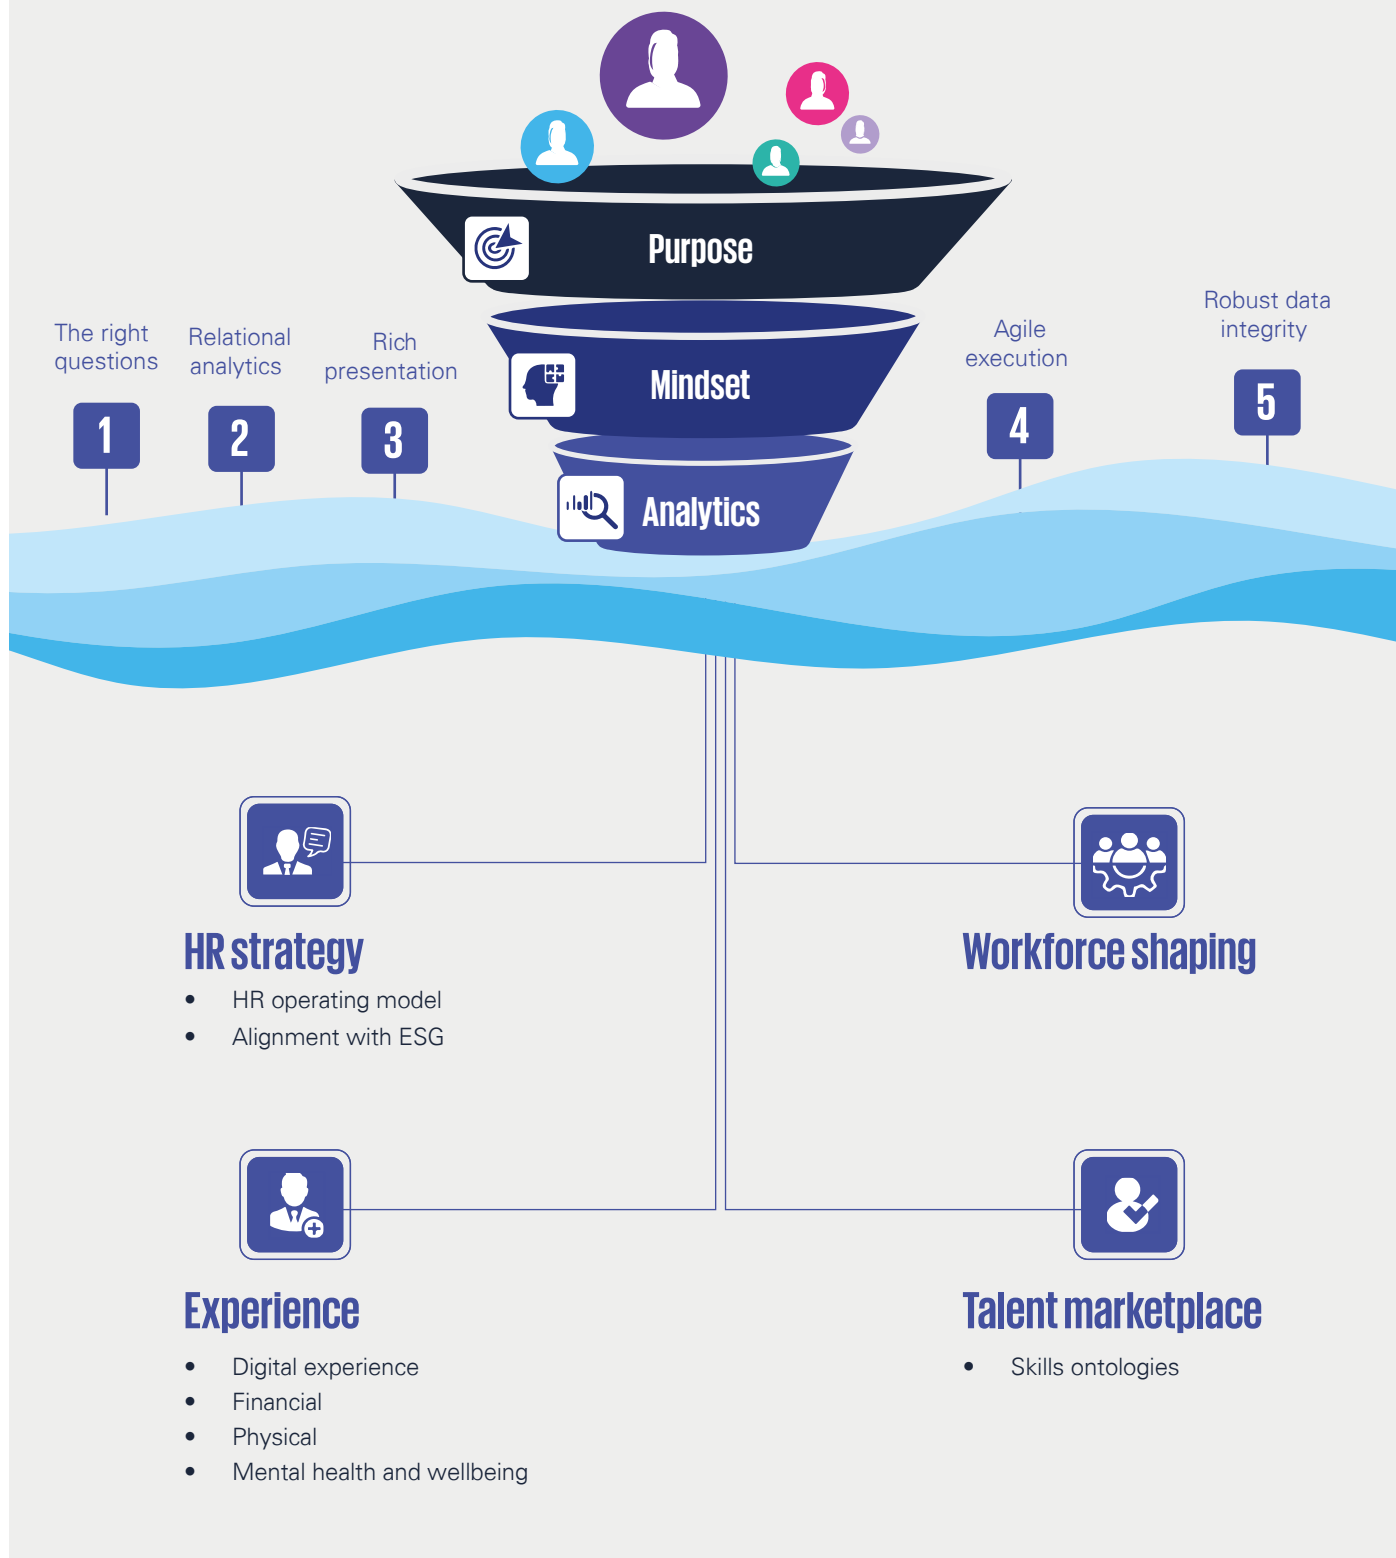 Purpose
Mindset
Analytics
The right
questions
1
Relational
analytics
2
Rich
presentation
3
Agile
execution
4
Robust data
integrity
5
HR strategy
• HR operating model
• Alignment with ESG
Workforce shaping
Experience
• Digital experience
• Financial
• Physical
• Mental health and wellbeing
Talent marketplace
• Skills ontologies